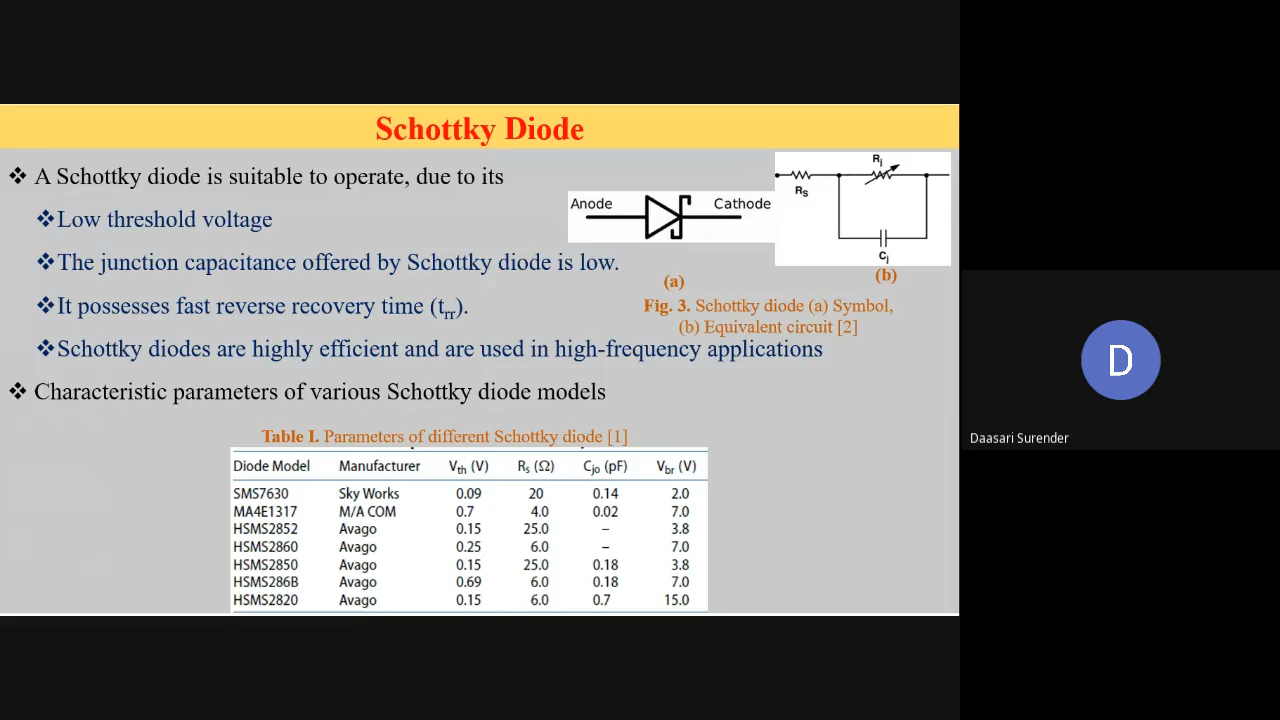 Schottky Diode
❖ A Schottky diode is suitable to operate, due to its
❖Low threshold voltage
❖The junction capacitance offered by Schottky diode is low.
❖It possesses fast reverse recovery time (trr).
❖Schottky diodes are highly efficient and are used in high-frequency applications
❖ Characteristic parameters of various Schottky diode models
Anode Cathode
(a)
Rj
RS
Cj
(b)
Fig. 3. Schottky diode (a) Symbol,
(b) Equivalent circuit [2]
Table I. Parameters of different Schottky diode [1]
Diode Model Manufacturer Vth (V) Rs (Ω) Cjo (pF) Vbr (V)
SMS7630 Sky Works 0.09 20 0.14 2.0
MA4E1317 M/A COM 0.7 4.0 0.02 7.0
HSMS2852 Avago 0.15 25.0 – 3.8
HSMS2860 Avago 0.25 6.0 – 7.0
HSMS2850 Avago 0.15 25.0 0.18 3.8
HSMS286B Avago 0.69 6.0 0.18 7.0
HSMS2820 Avago 0.15 6.0 0.7 15.0
D
Daasari Surender